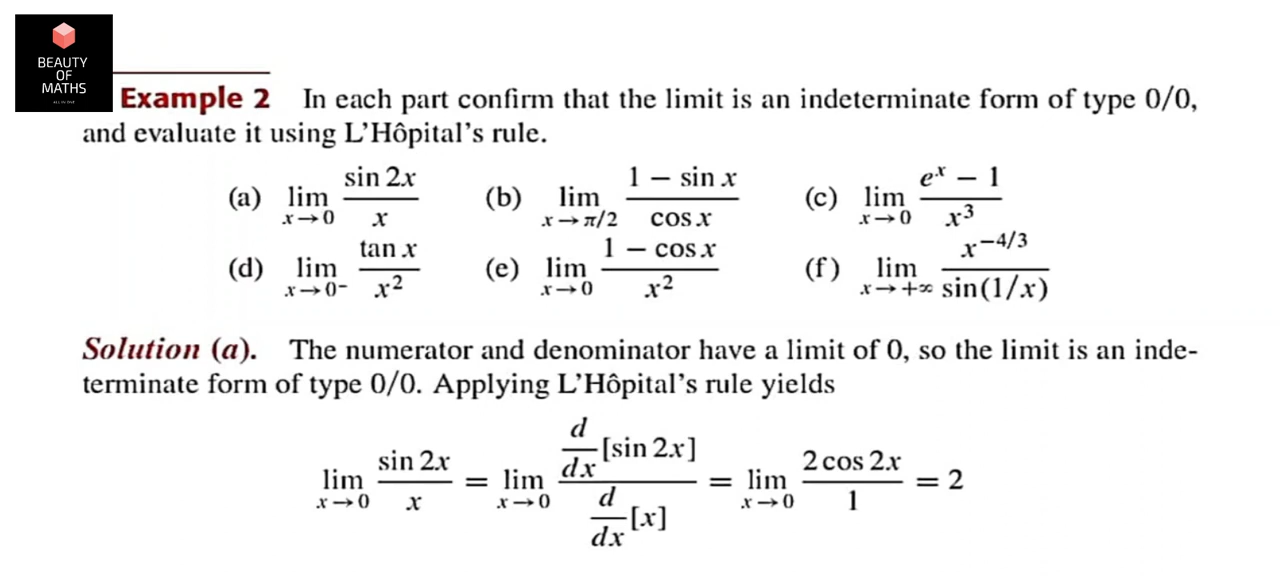 BEAUTY
OF
MATHS
Example 2 In each part confirm that the limit is an indeterminate form of type 0/0,
and evaluate it using L'Hôpital's rule.
(a) lim x→0 sin 2x / x (b) lim x→π/2 1 − sin x / cos x (c) lim x→0 eˣ − 1 / x³
(d) lim x→0⁻ tan x / x² (e) lim x→0 1 − cos x / x² (f) lim x→+∞ x^−4/3 / sin(1/x)
Solution (a). The numerator and denominator have a limit of 0, so the limit is an inde-
terminate form of type 0/0. Applying L'Hôpital's rule yields
lim x→0 sin 2x / x = lim x→0 d/dx [sin 2x] / d/dx [x] = lim x→0 2 cos 2x / 1 = 2